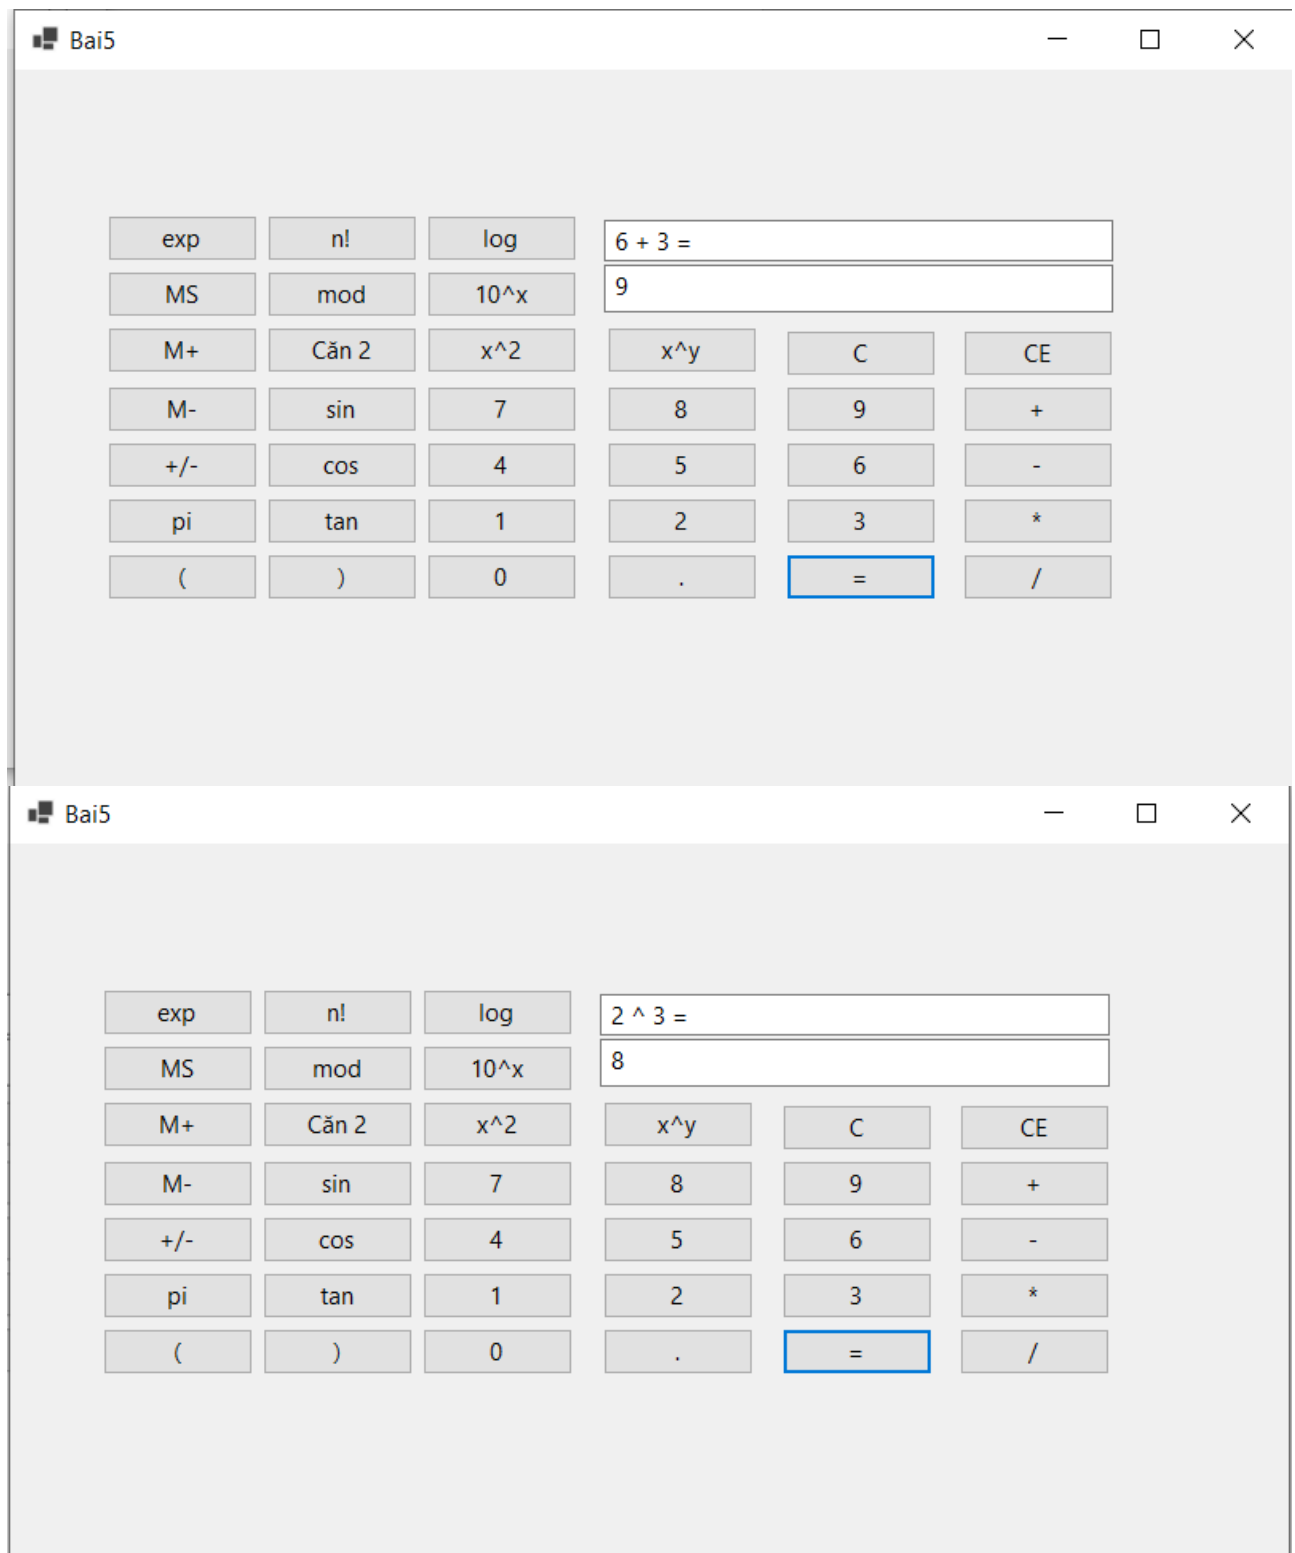 Bai5
exp n! log 6 + 3 =
MS mod 10^x 9
M+ Căn 2 x^2 x^y C CE
M- sin 7 8 9 +
+/- cos 4 5 6 -
pi tan 1 2 3 *
( ) 0 . = /
Bai5
exp n! log 2 ^ 3 =
MS mod 10^x 8
M+ Căn 2 x^2 x^y C CE
M- sin 7 8 9 +
+/- cos 4 5 6 -
pi tan 1 2 3 *
( ) 0 . = /